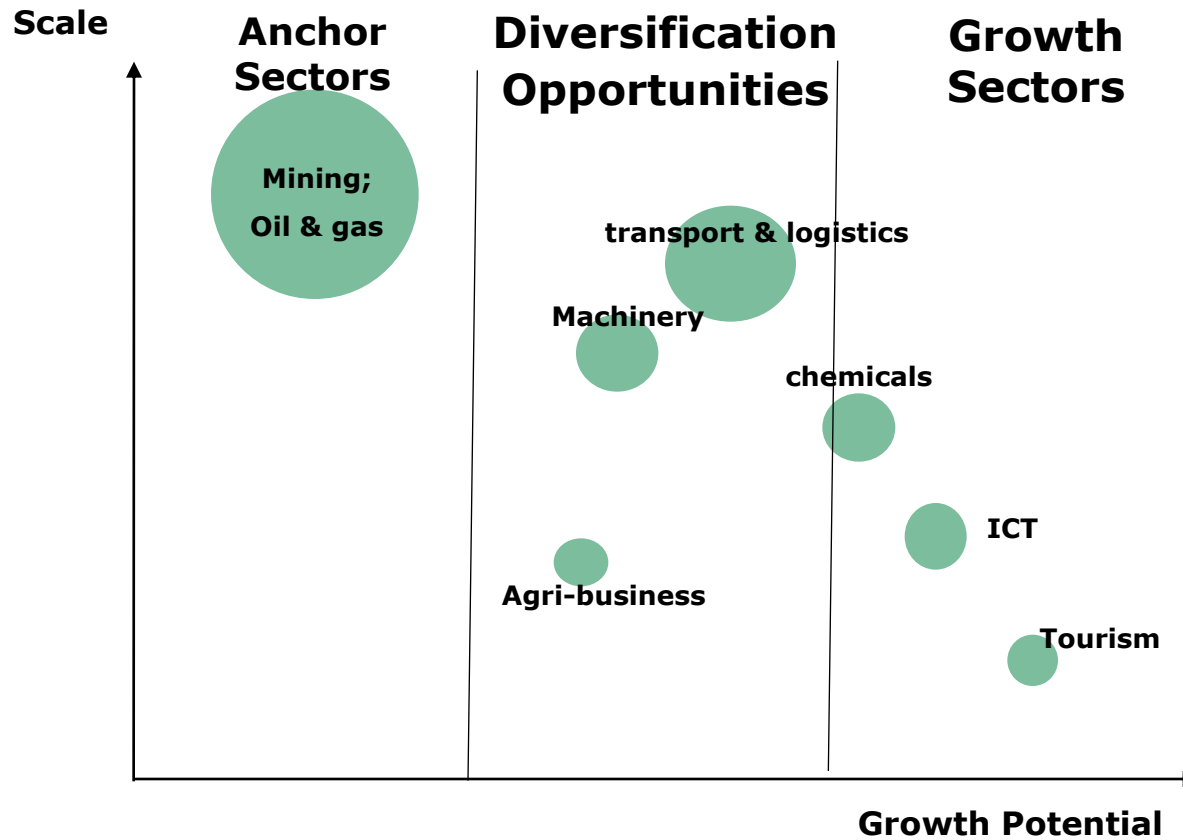 Scale
Anchor
Sectors
Diversification
Opportunities
Growth
Sectors
Mining;
Oil & gas
transport & logistics
Machinery
chemicals
ICT
Agri-business
Tourism
Growth Potential